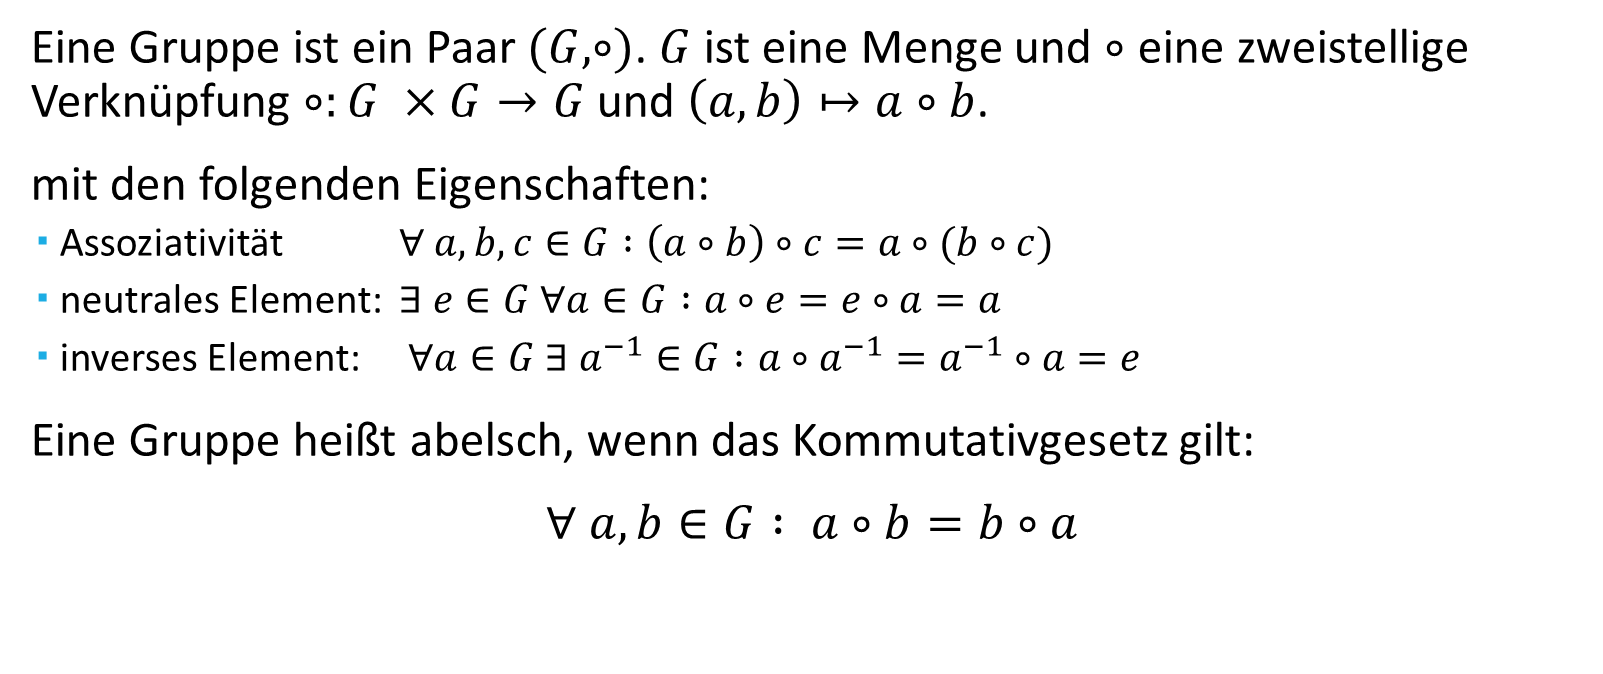 Eine Gruppe ist ein Paar (G,∘). G ist eine Menge und ∘ eine zweistellige
Verknüpfung ∘: G × G → G und (a, b) ↦ a ∘ b.
mit den folgenden Eigenschaften:
▪ Assoziativität ∀ a, b, c ∈ G : (a ∘ b) ∘ c = a ∘ (b ∘ c)
▪ neutrales Element: ∃ e ∈ G ∀a ∈ G : a ∘ e = e ∘ a = a
▪ inverses Element: ∀a ∈ G ∃ a⁻¹ ∈ G : a ∘ a⁻¹ = a⁻¹ ∘ a = e
Eine Gruppe heißt abelsch, wenn das Kommutativgesetz gilt:
∀ a, b ∈ G : a ∘ b = b ∘ a